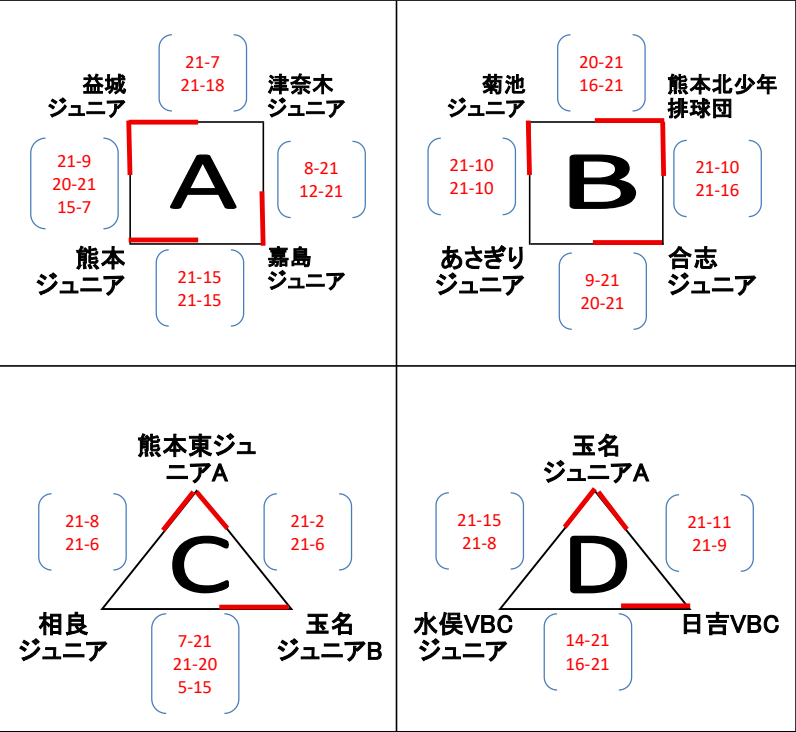 21-7
21-18
益城
ジュニア
津奈木
ジュニア
21-9
20-21
15-7
A
8-21
12-21
熊本
ジュニア
嘉島
ジュニア
21-15
21-15
20-21
16-21
菊池
ジュニア
熊本北少年
排球団
21-10
21-10
B
21-10
21-16
あさぎり
ジュニア
合志
ジュニア
9-21
20-21
熊本東ジュ
ニアA
21-8
21-6
21-2
21-6
C
相良
ジュニア
玉名
ジュニアB
7-21
21-20
5-15
玉名
ジュニアA
21-15
21-8
21-11
21-9
D
水俣VBC
ジュニア
日吉VBC
14-21
16-21